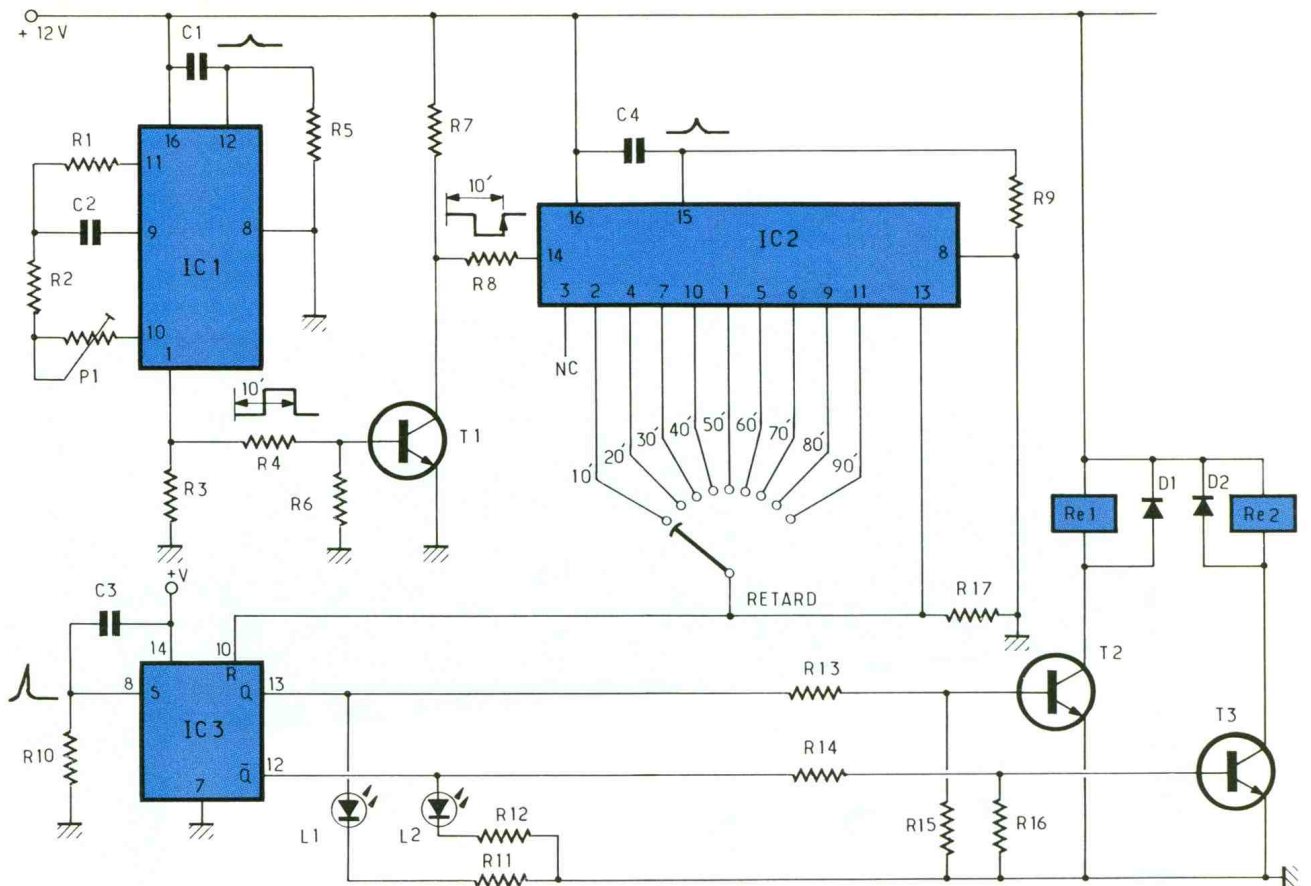 + 12 V
C1
R1
16
12
R5
11
C2
9
8
IC1
R2
10
1
P1
R3
10′
R4
R6
T1
R7
10′
R8
C4
16
15
R9
14
IC2
8
3
2
4
7
10
1
5
6
9
11
13
NC
10′
20′
30′
40′
50′
60′
70′
80′
90′
RETARD
R17
Re1
D1
D2
Re2
+V
C3
14
10
R
8
S
Q
13
IC3
Q̄
12
7
R10
L1
L2
R12
R11
R13
R14
R15
R16
T2
T3